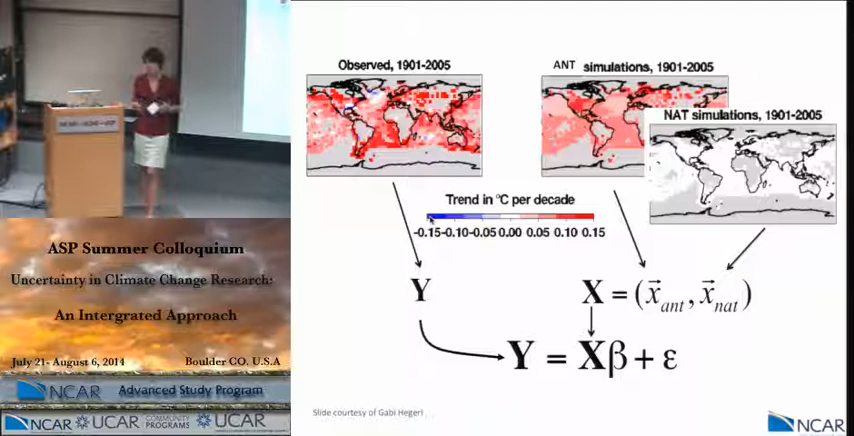 Observed, 1901-2005
ANT simulations, 1901-2005
NAT simulations, 1901-2005
Trend in °C per decade
-0.15-0.10-0.05 0.00 0.05 0.10 0.15
Y
X = (x⃗ant, x⃗nat)
Y = Xβ + ε
Slide courtesy of Gabi Hegerl
NCAR
ASP Summer Colloquium
Uncertainty in Climate Change Research:
An Intergrated Approach
July 21- August 6, 2014 Boulder CO. U.S.A
NCAR Advanced Study Program
NCAR UCAR COMMUNITY PROGRAMS UCAR